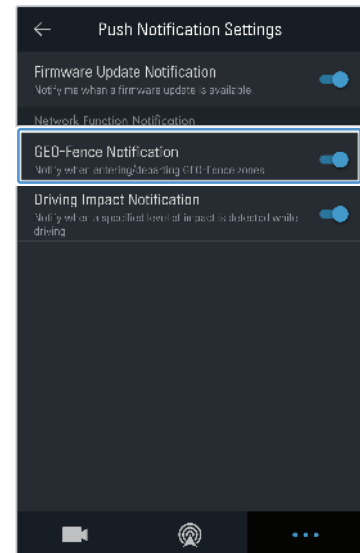 Push Notification Settings
Firmware Update Notification
Notify me when a firmware update is available.
Network Function Notification
GEO-Fence Notification
Notify when entering/departing GEO-Fence zones
Driving Impact Notification
Notify when a specified level of impact is detected while
driving